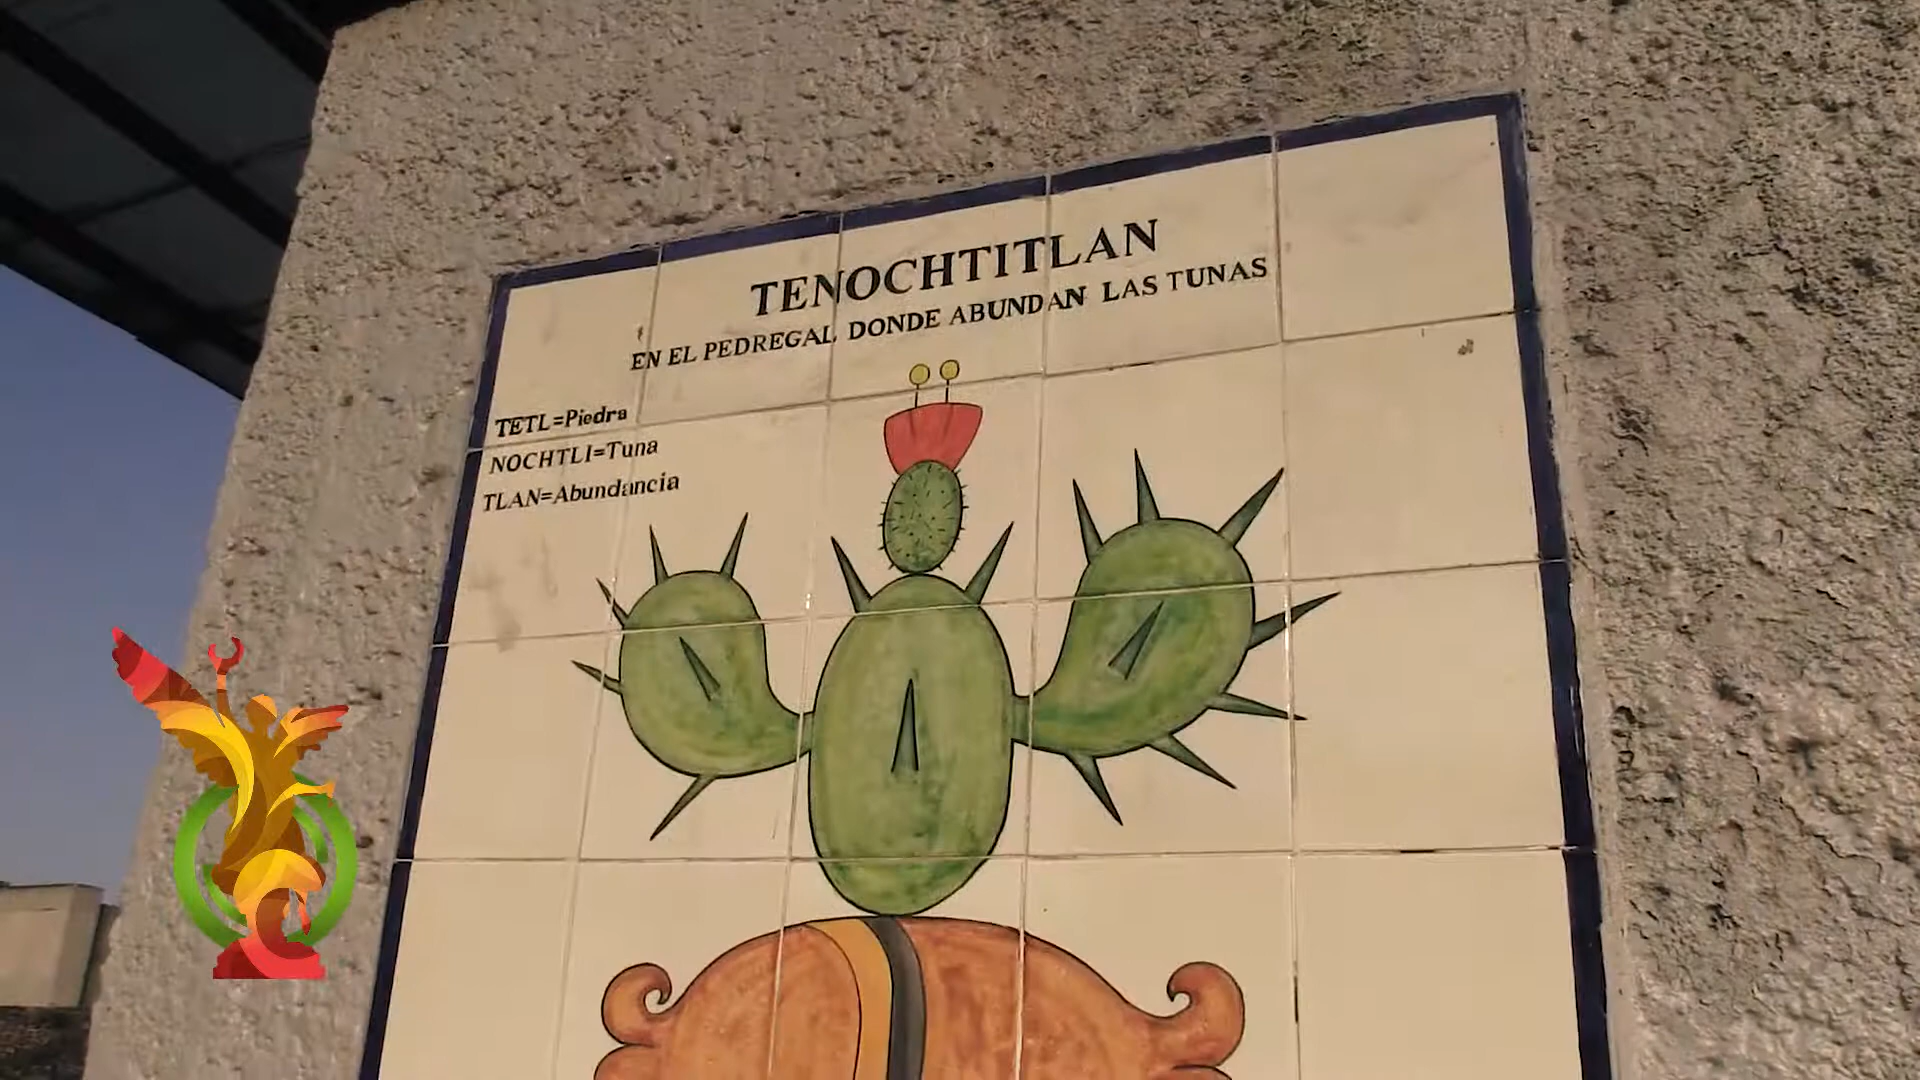 TENOCHTITLAN
EN EL PEDREGAL DONDE ABUNDAN LAS TUNAS
TETL=Piedra
NOCHTLI=Tuna
TLAN=Abundancia